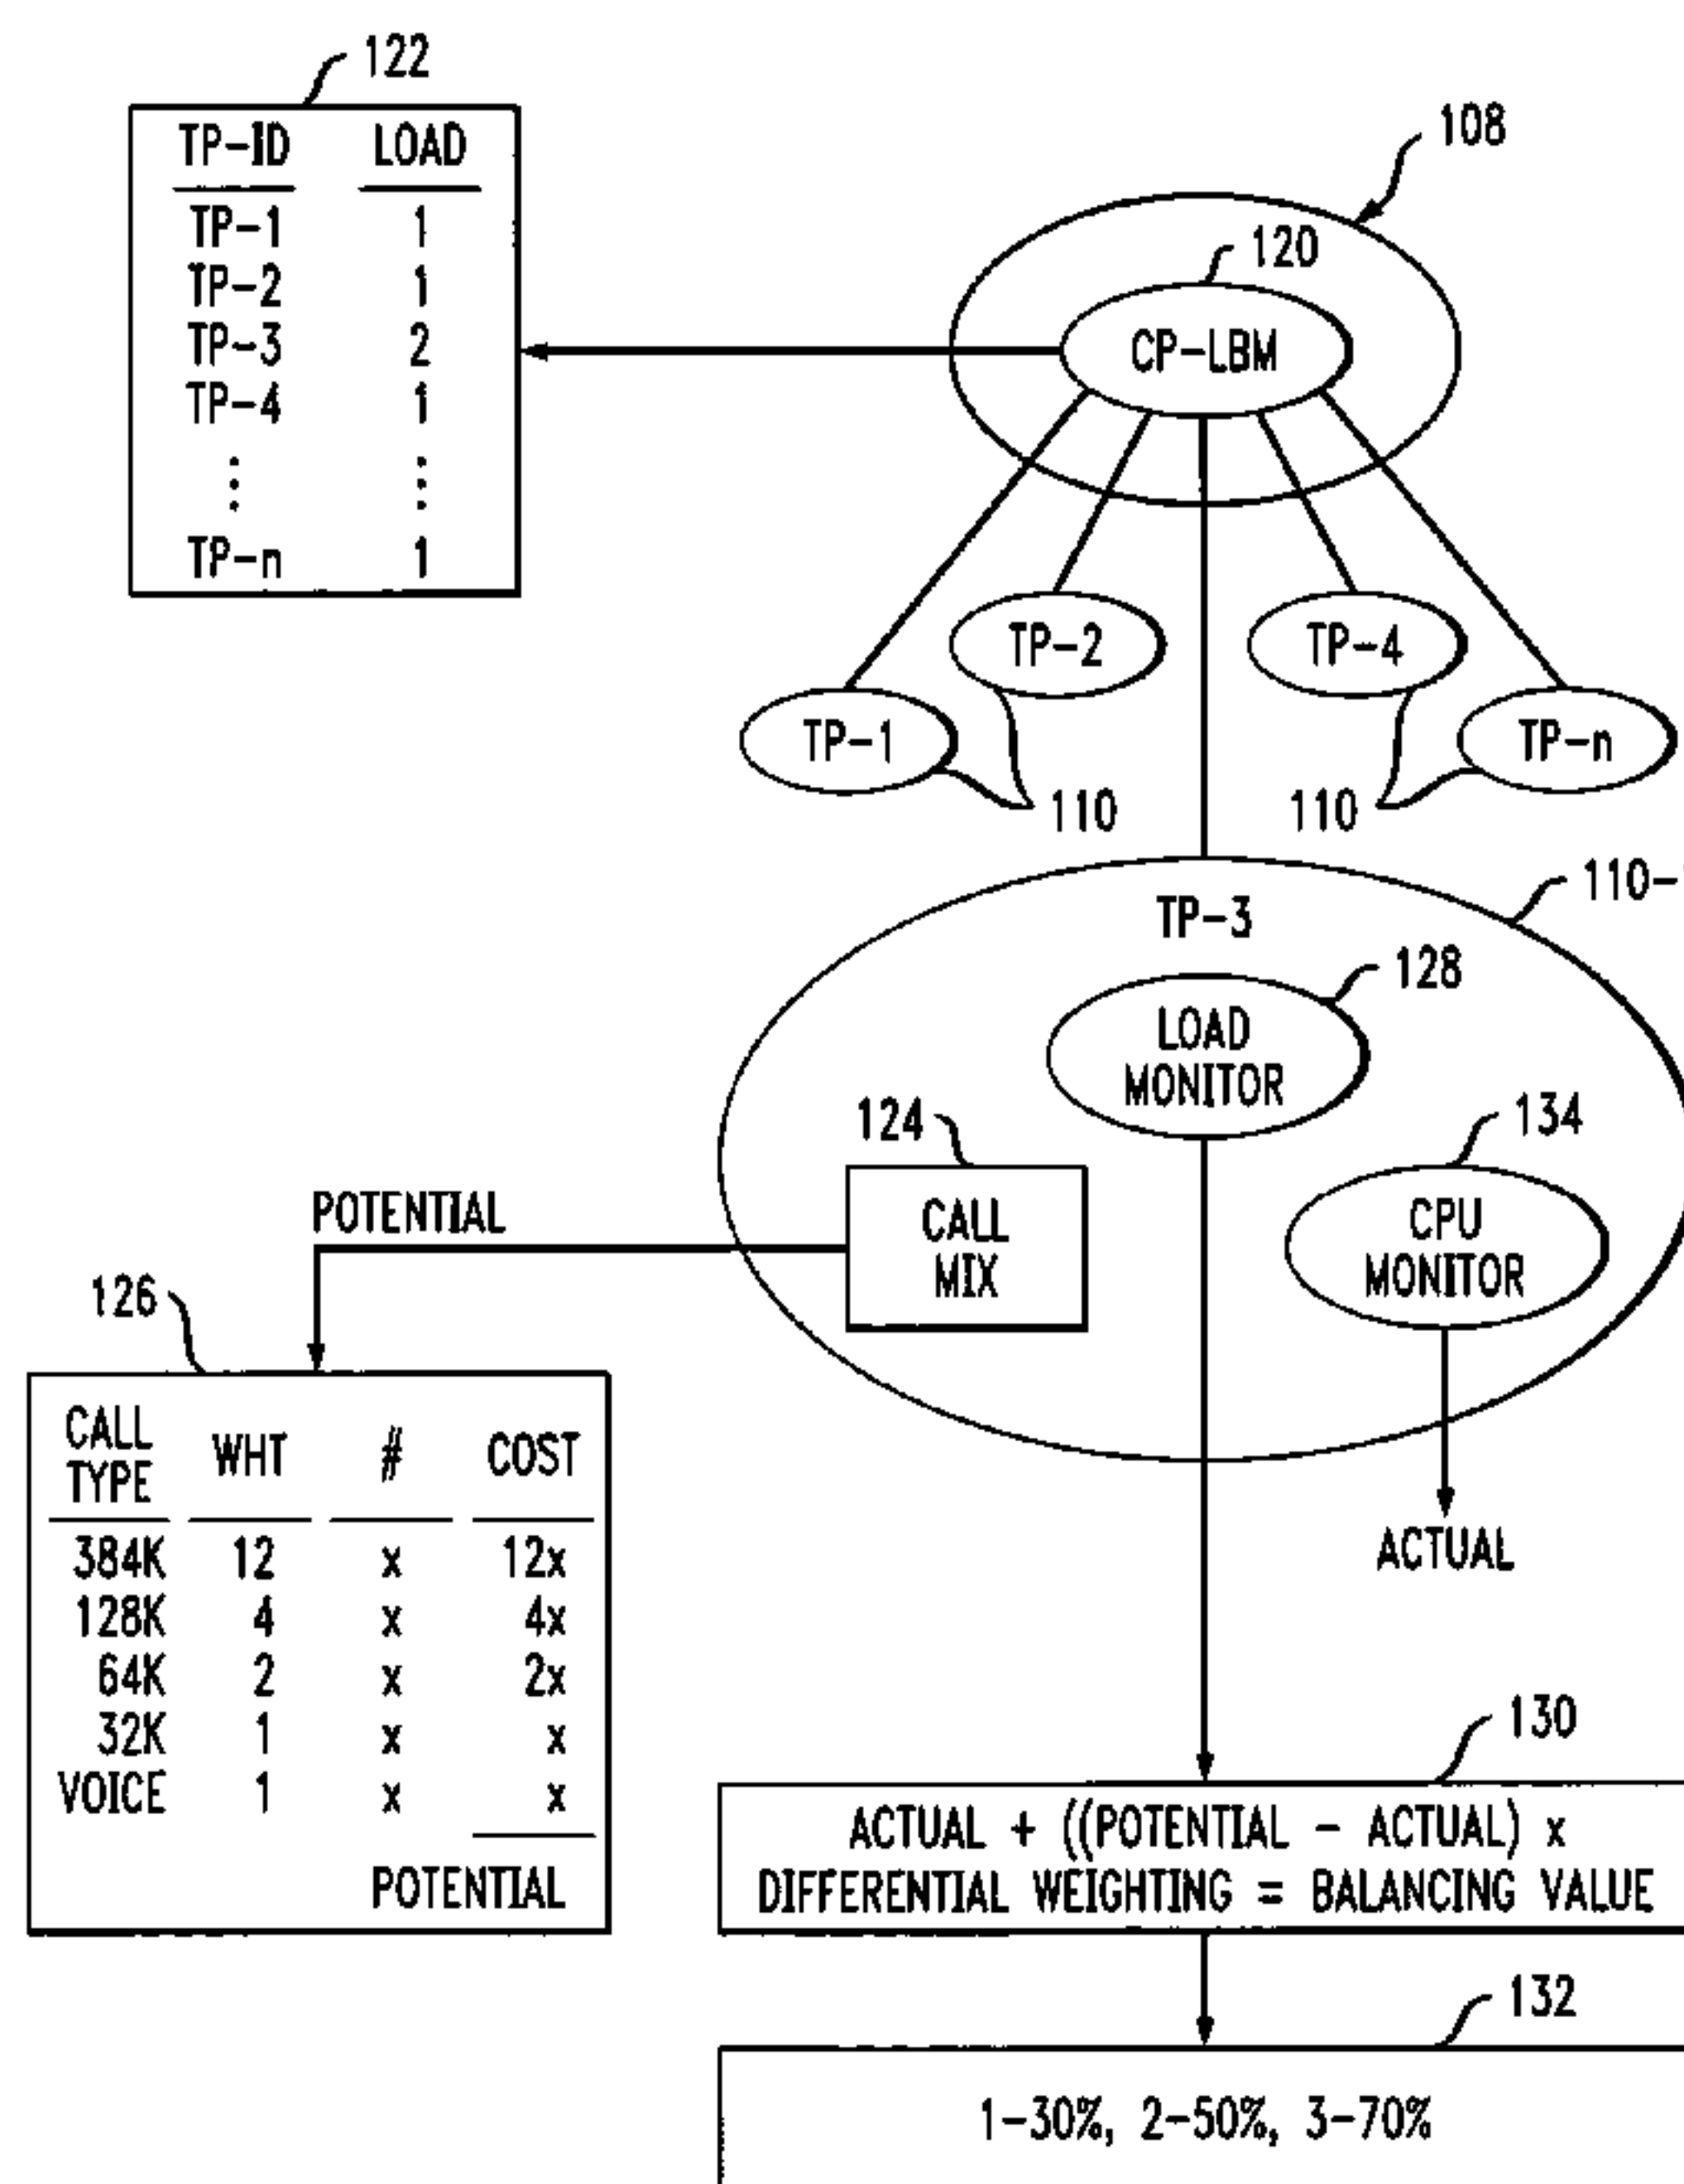 122
TP-ID LOAD
TP-1 1
TP-2 1
TP-3 2
TP-4 1
TP-n 1
108
120
CP-LBM
TP-2
TP-4
TP-1
TP-n
110
110
110-
TP-3
128
LOAD
MONITOR
124
CALL
MIX
134
CPU
MONITOR
POTENTIAL
ACTUAL
126
CALL
TYPE
WHT # COST
384K 12 x 12x
128K 4 x 4x
64K 2 x 2x
32K 1 x x
VOICE 1 x x
POTENTIAL
130
ACTUAL + ((POTENTIAL - ACTUAL) x
DIFFERENTIAL WEIGHTING = BALANCING VALUE
132
1-30%, 2-50%, 3-70%